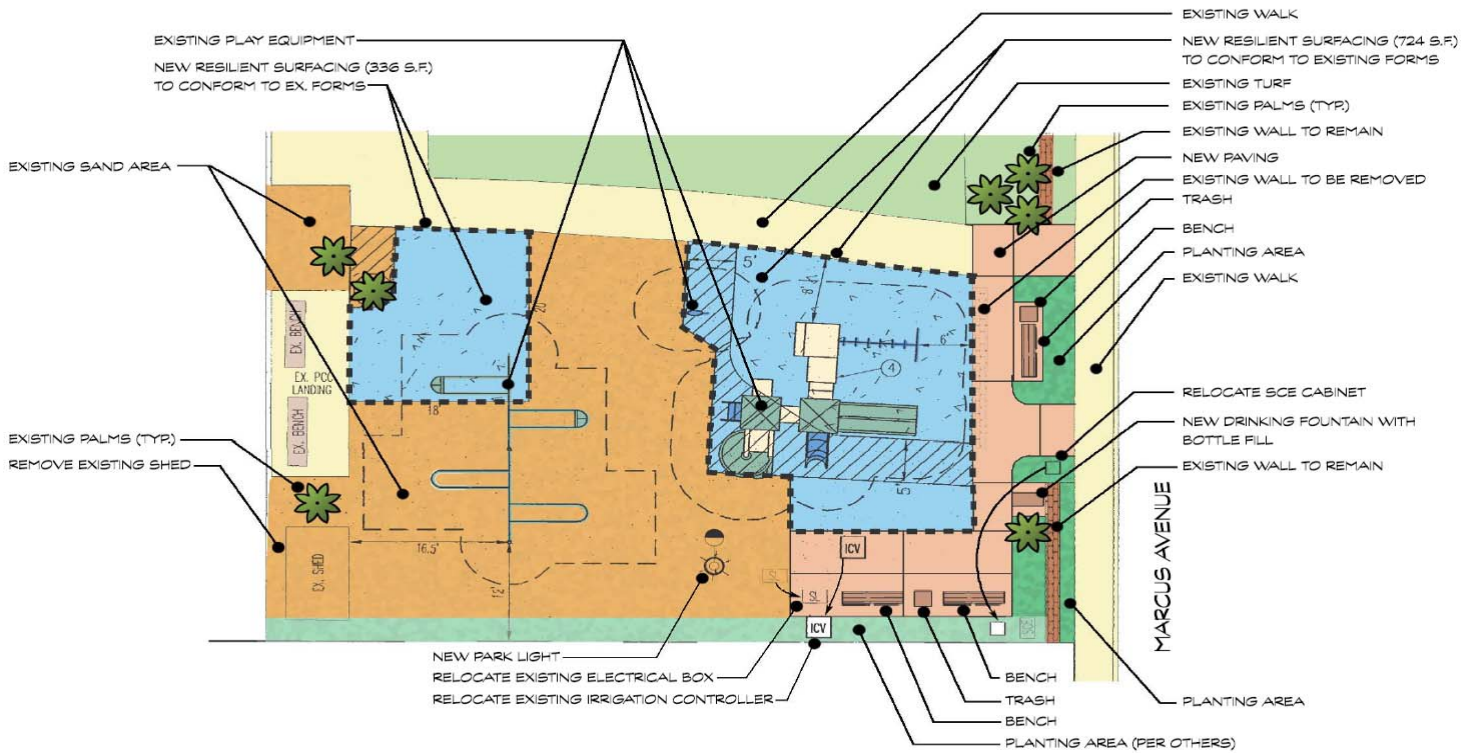 EXISTING PLAY EQUIPMENT
NEW RESILIENT SURFACING (336 S.F.)
TO CONFORM TO EX. FORMS
EXISTING SAND AREA
EXISTING PALMS (TYP.)
REMOVE EXISTING SHED
EXISTING WALK
NEW RESILIENT SURFACING (724 S.F.)
TO CONFORM TO EXISTING FORMS
EXISTING TURF
EXISTING PALMS (TYP.)
EXISTING WALL TO REMAIN
NEW PAVING
EXISTING WALL TO BE REMOVED
TRASH
BENCH
PLANTING AREA
EXISTING WALK
RELOCATE SCE CABINET
NEW DRINKING FOUNTAIN WITH
BOTTLE FILL
EXISTING WALL TO REMAIN
MARCUS AVENUE
PLANTING AREA
EX. BENCH
EX. PCC
LANDING
EX. BENCH
EX. SHED
20'
18'
16.5'
12'
5'
8'
6'
4
5'
ICV
SL
SL
ICV
SCE
NEW PARK LIGHT
RELOCATE EXISTING ELECTRICAL BOX
RELOCATE EXISTING IRRIGATION CONTROLLER
BENCH
TRASH
BENCH
PLANTING AREA (PER OTHERS)